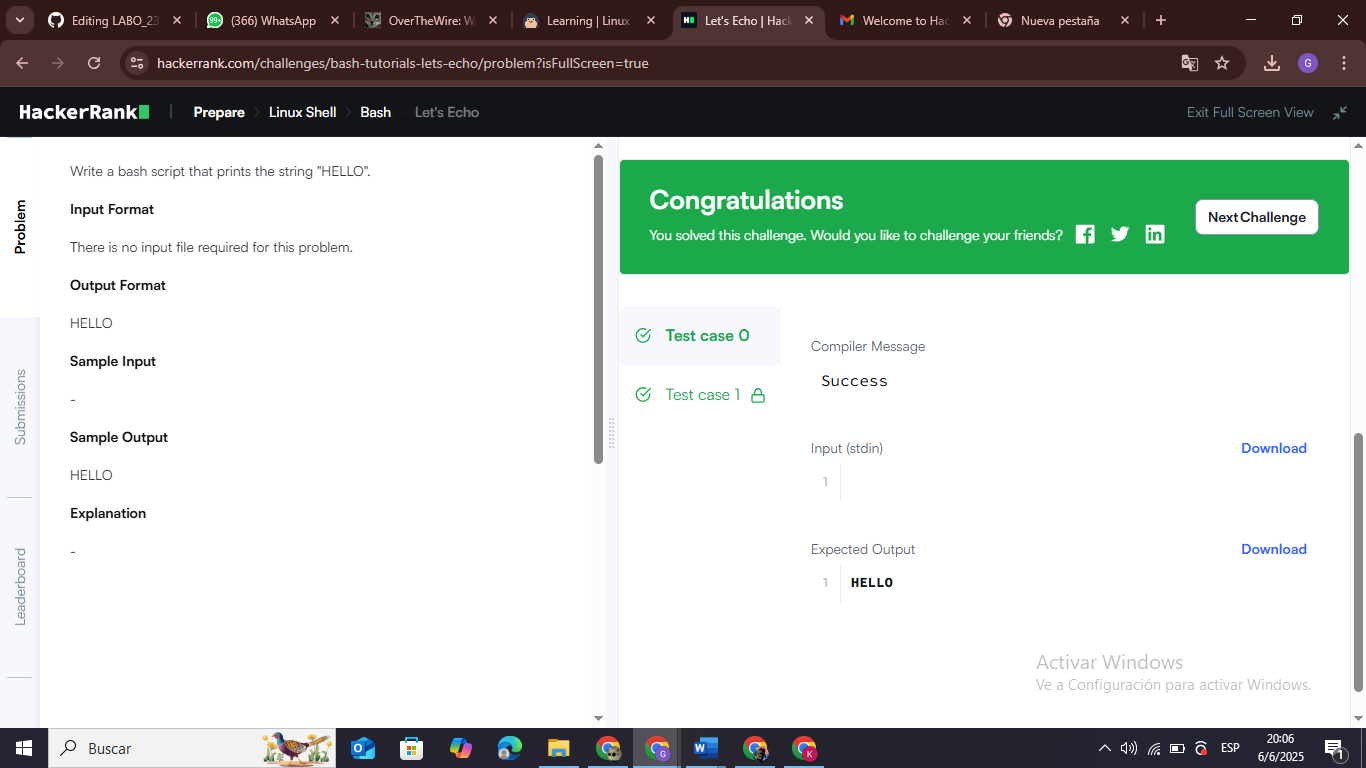 Editing LABO_23
(366) WhatsApp
OverTheWire: W
Learning | Linux
Let's Echo | Hack
Welcome to Hac
Nueva pestaña
hackerrank.com/challenges/bash-tutorials-lets-echo/problem?isFullScreen=true
G
HackerRank
Prepare
Linux Shell
Bash
Let's Echo
Exit Full Screen View
Problem
Submissions
Leaderboard
Write a bash script that prints the string "HELLO".
Input Format
There is no input file required for this problem.
Output Format
HELLO
Sample Input
-
Sample Output
HELLO
Explanation
-
Congratulations
You solved this challenge. Would you like to challenge your friends?
Next Challenge
Test case 0
Test case 1
Compiler Message
Success
Input (stdin)
Download
1
Expected Output
Download
1 HELLO
Activar Windows
Ve a Configuración para activar Windows.
Buscar
ESP
20:06
6/6/2025
1